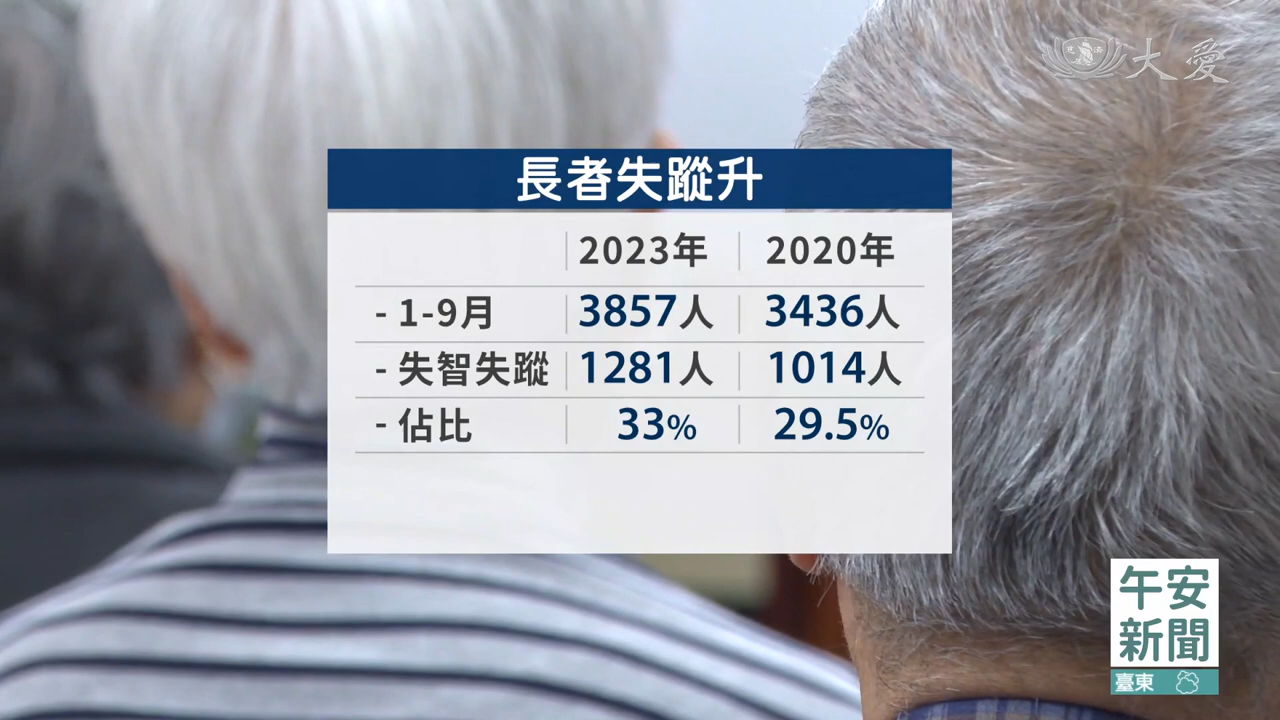 大愛
長者失蹤升
2023年 2020年
- 1-9月 3857人 3436人
- 失智失蹤 1281人 1014人
- 佔比 33% 29.5%
午安
新聞
臺東